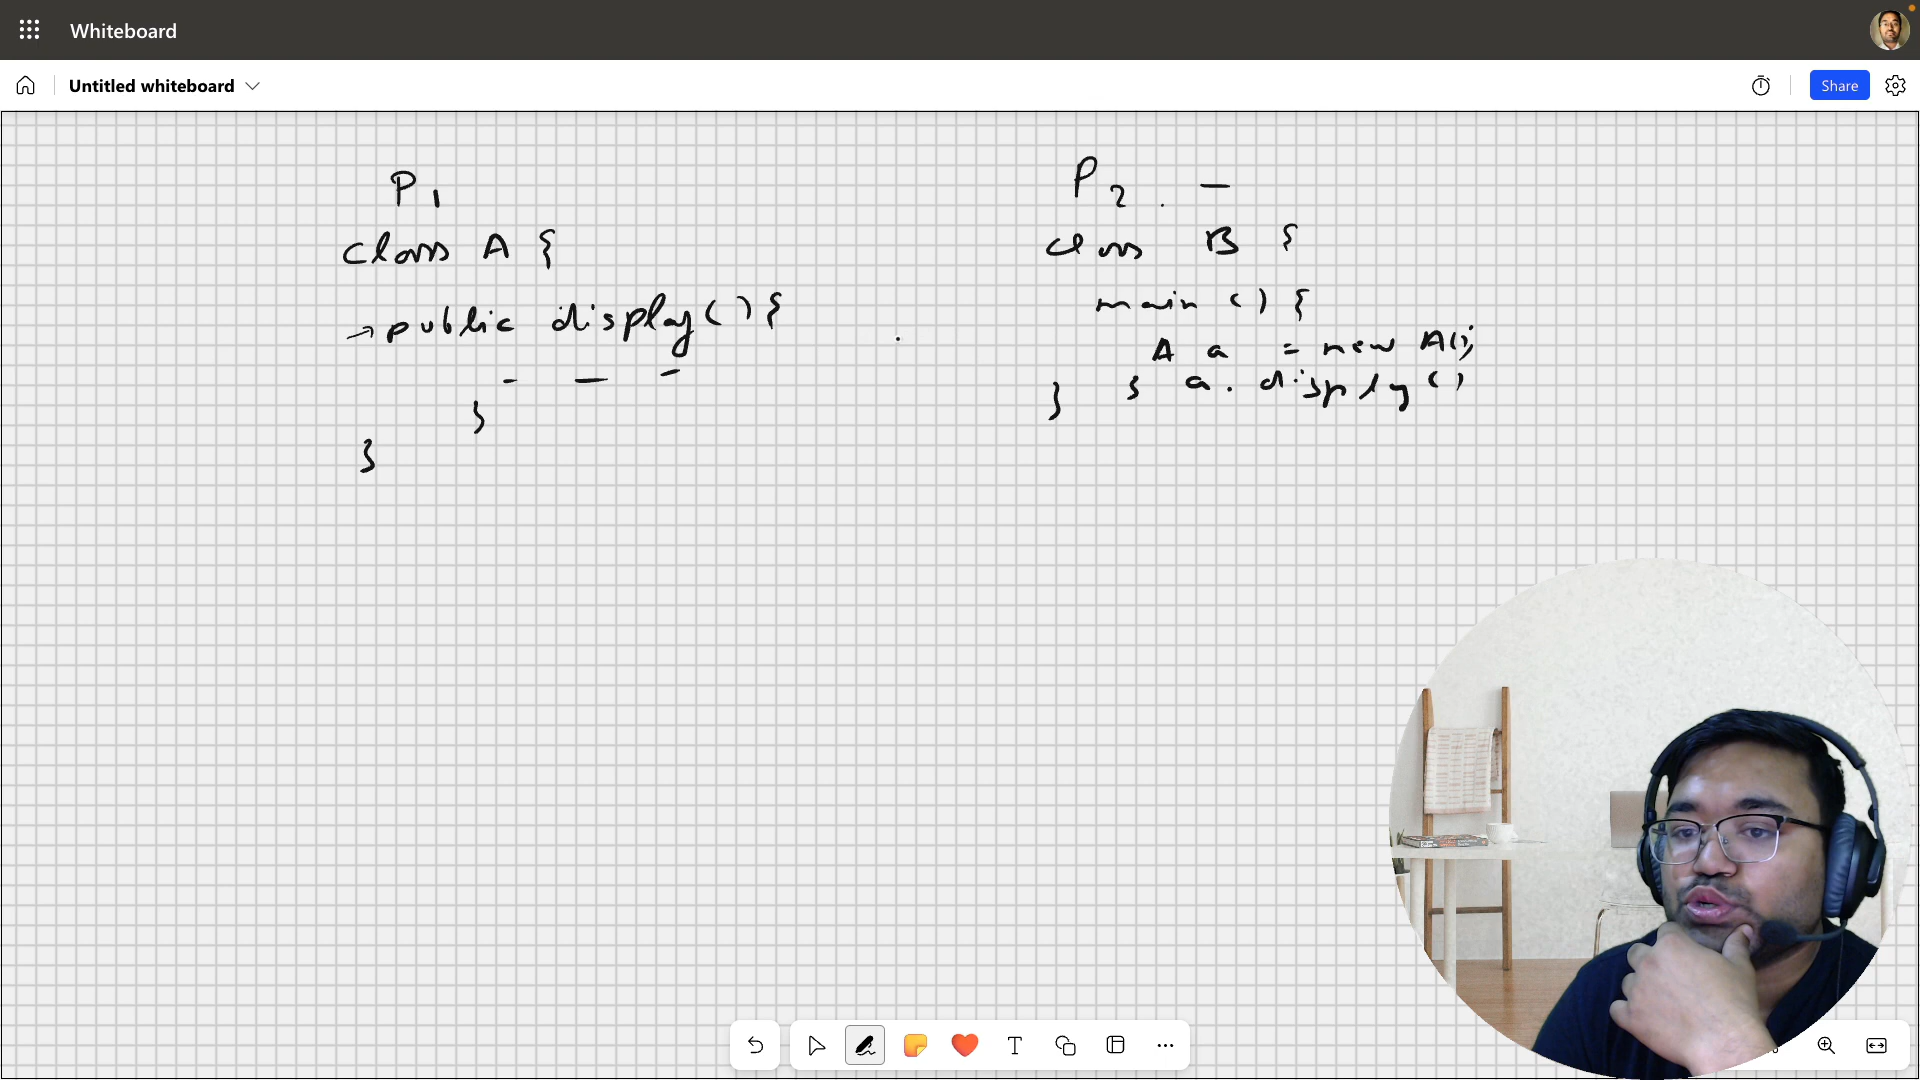 Whiteboard
Untitled whiteboard
Share
P1
class A {
→ public display() {
- - -
}
}
P2 . -
class B {
main () {
A a = new A();
} a. display ()
}
T